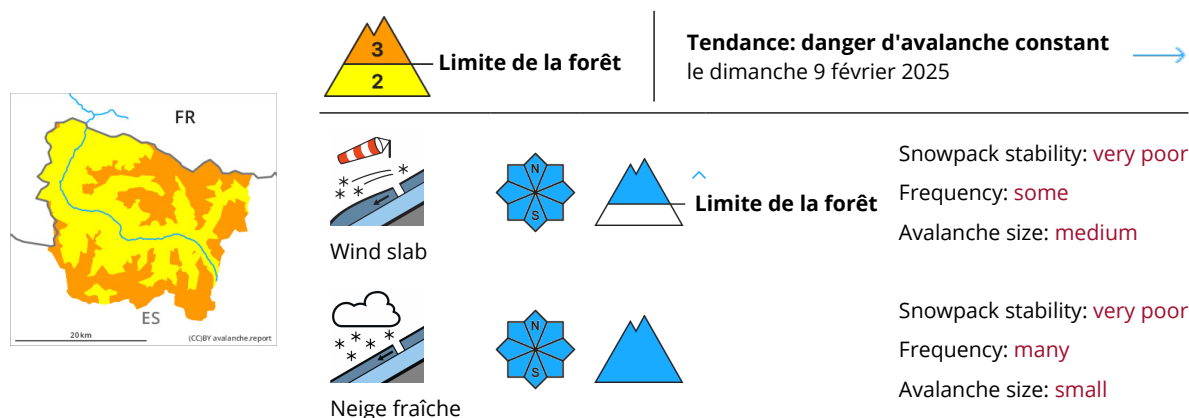 3
2
Limite de la forêt
Tendance: danger d'avalanche constant
le dimanche 9 février 2025
FR
ES
20 km
(CC)BY avalanche.report
N
S
Limite de la forêt
Wind slab
Snowpack stability: very poor
Frequency: some
Avalanche size: medium
N
S
Neige fraîche
Snowpack stability: very poor
Frequency: many
Avalanche size: small